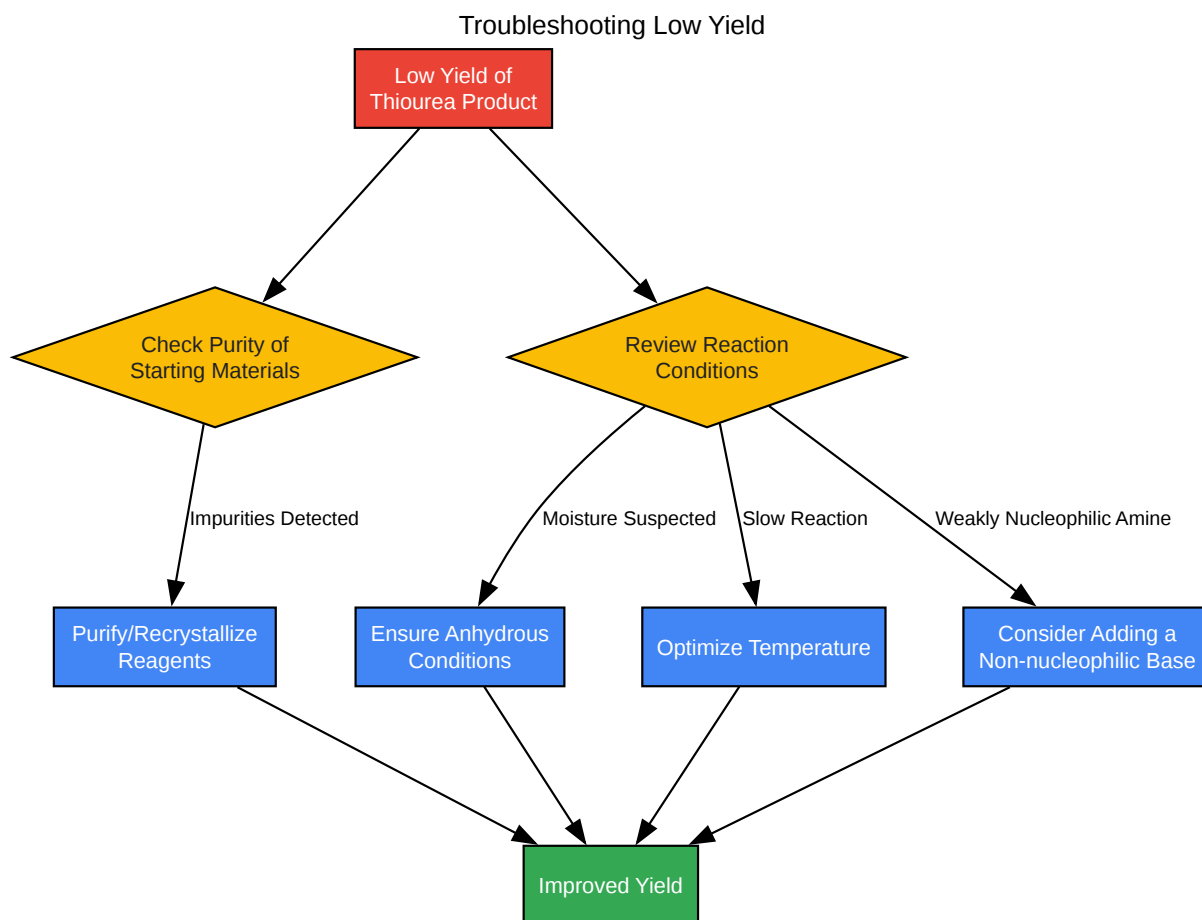 Troubleshooting Low Yield
Low Yield of
Thiourea Product
Check Purity of
Starting Materials
Review Reaction
Conditions
Impurities Detected
Moisture Suspected
Slow Reaction
Weakly Nucleophilic Amine
Purify/Recrystallize
Reagents
Ensure Anhydrous
Conditions
Optimize Temperature
Consider Adding a
Non-nucleophilic Base
Improved Yield